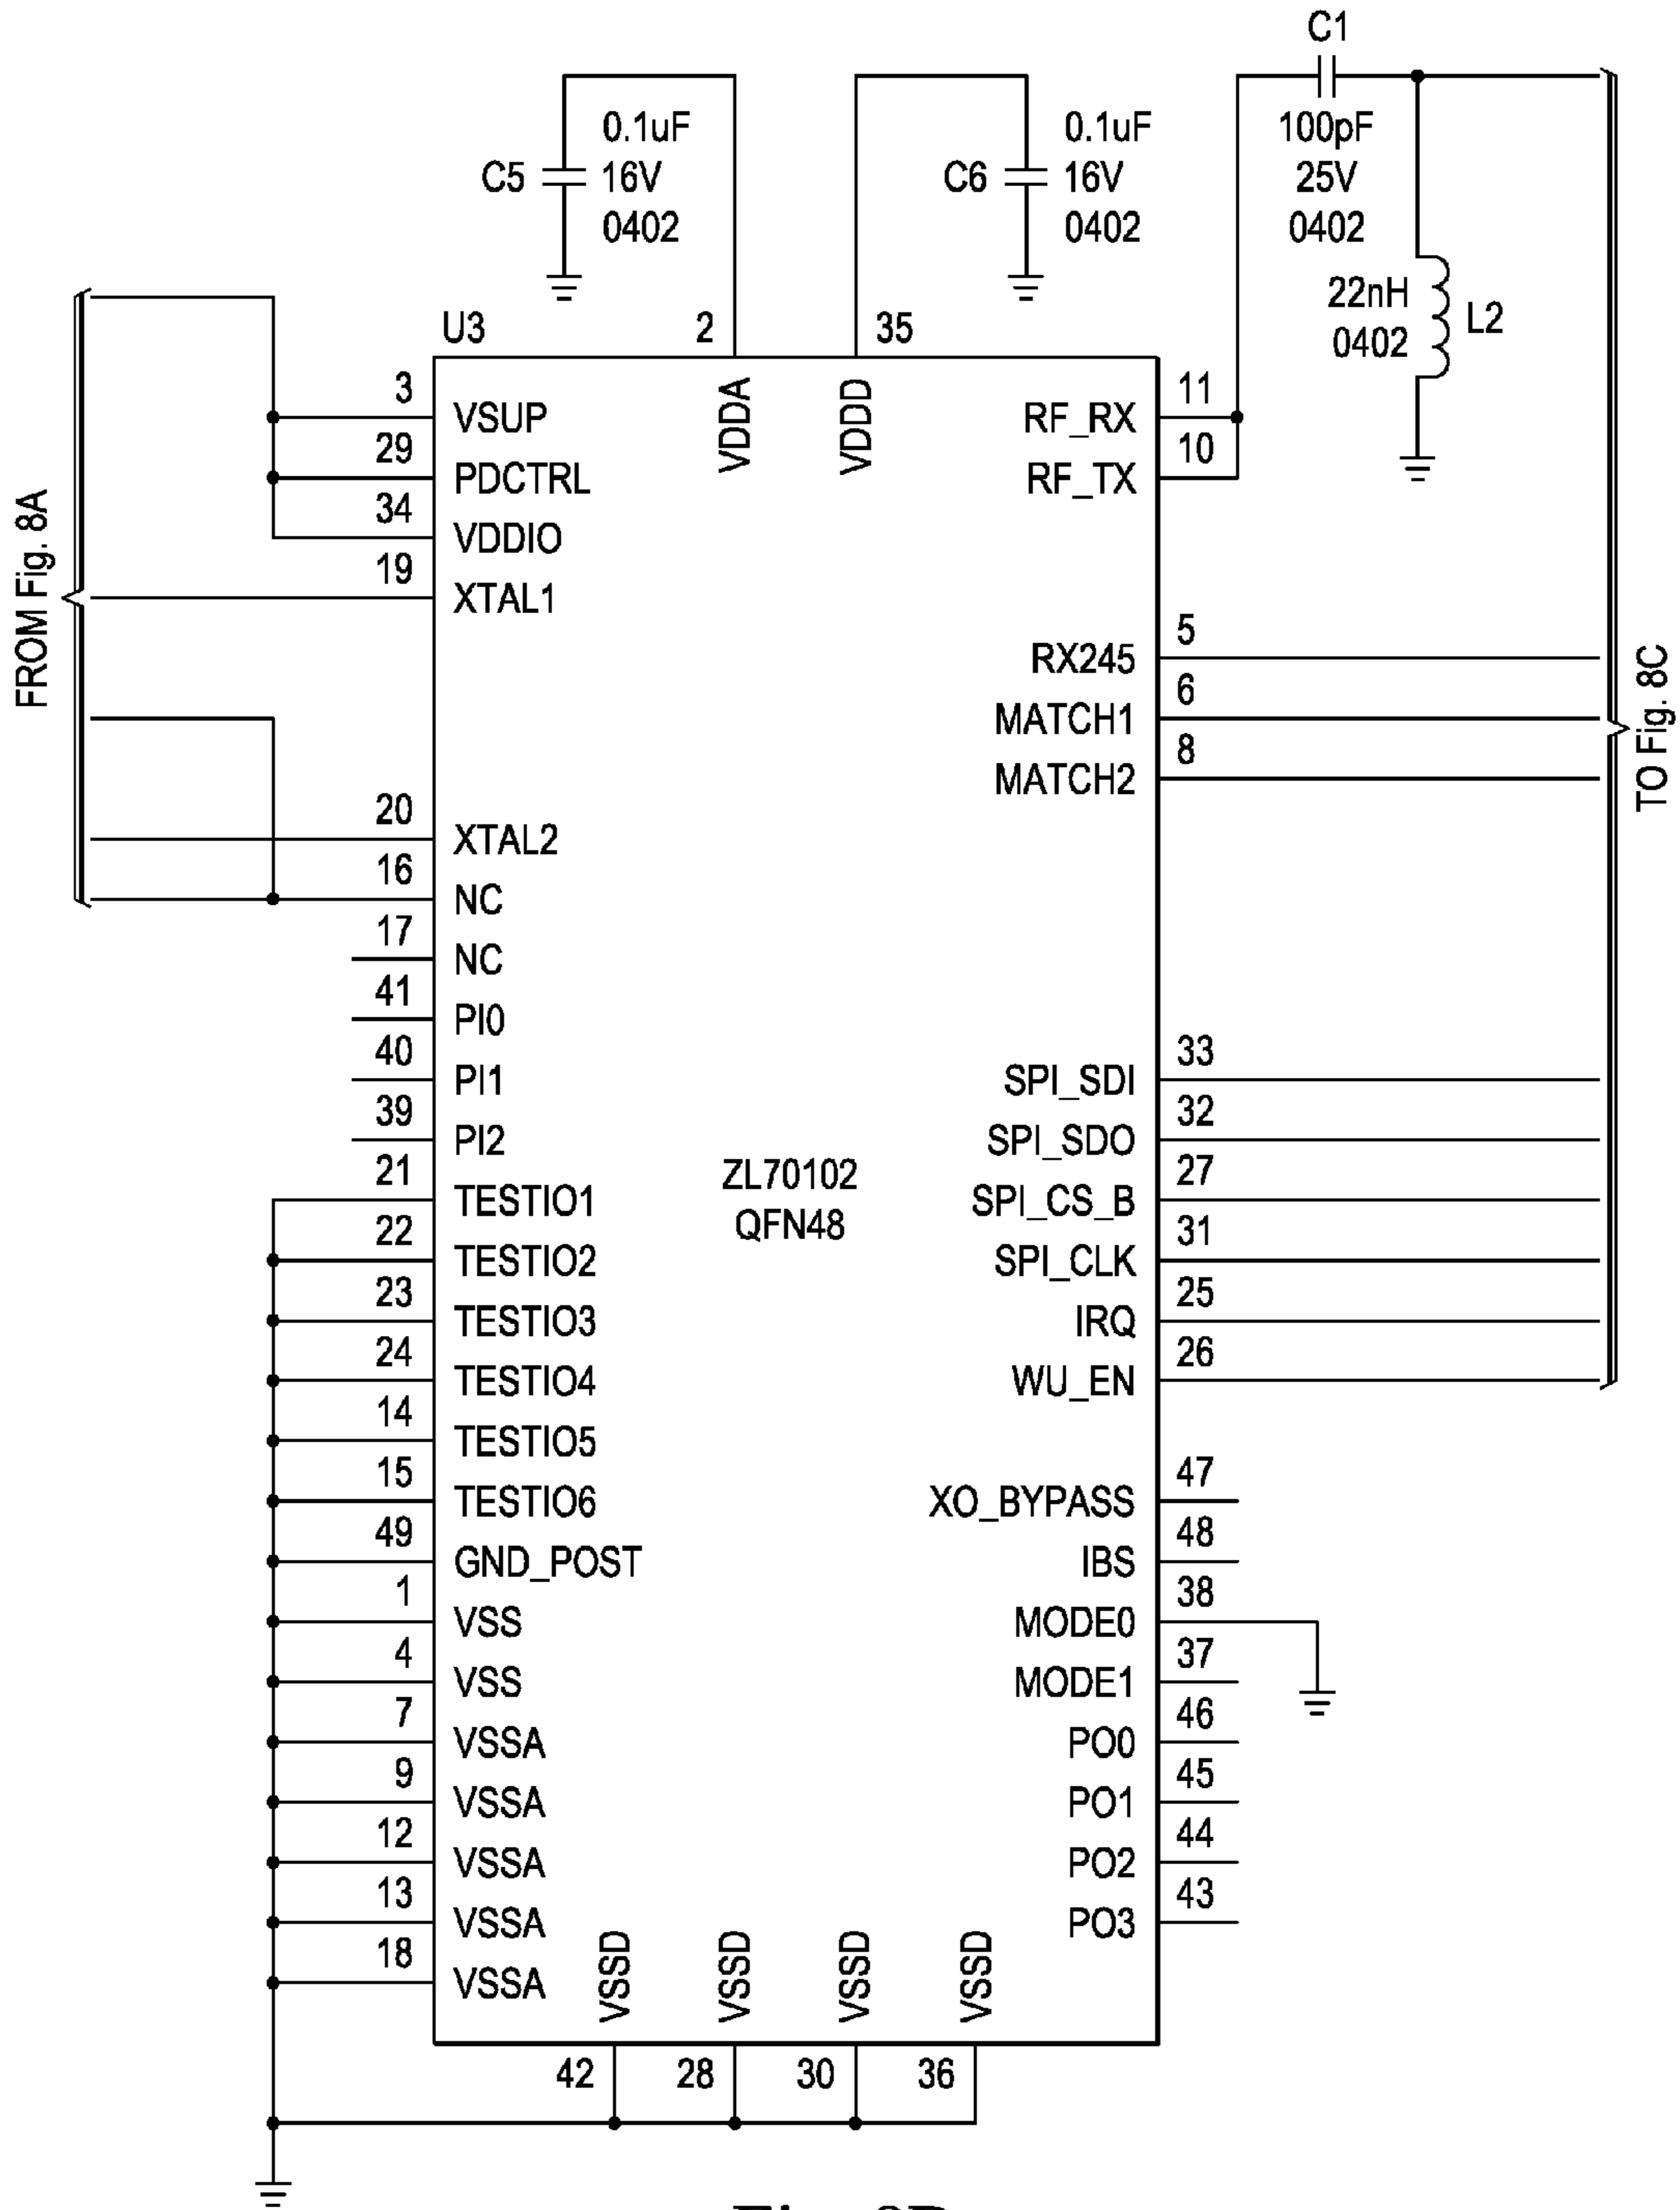 C1
0.1uF
C5 16V
0402
0.1uF
C6 16V
0402
100pF
25V
0402
22nH
0402
L2
U3
2
35
VDDA
VDDD
FROM Fig. 8A
TO Fig. 8C
3 VSUP
29 PDCTRL
34 VDDIO
19 XTAL1
20 XTAL2
16 NC
17 NC
41 PI0
40 PI1
39 PI2
21 TESTIO1
22 TESTIO2
23 TESTIO3
24 TESTIO4
14 TESTIO5
15 TESTIO6
49 GND_POST
1 VSS
4 VSS
7 VSSA
9 VSSA
12 VSSA
13 VSSA
18 VSSA
ZL70102
QFN48
RF_RX 11
RF_TX 10
RX245 5
MATCH1 6
MATCH2 8
SPI_SDI 33
SPI_SDO 32
SPI_CS_B 27
SPI_CLK 31
IRQ 25
WU_EN 26
XO_BYPASS 47
IBS 48
MODE0 38
MODE1 37
PO0 46
PO1 45
PO2 44
PO3 43
VSSD
VSSD
VSSD
VSSD
42
28
30
36